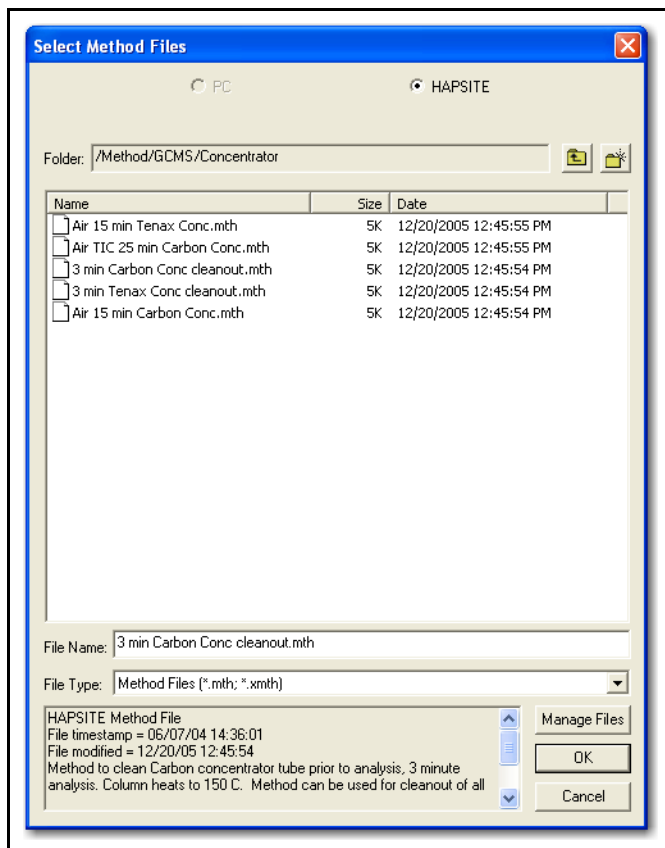 Select Method Files
PC HAPSITE
Folder: /Method/GCMS/Concentrator
Name Size Date
Air 15 min Tenax Conc.mth 5K 12/20/2005 12:45:55 PM
Air TIC 25 min Carbon Conc.mth 5K 12/20/2005 12:45:55 PM
3 min Carbon Conc cleanout.mth 5K 12/20/2005 12:45:54 PM
3 min Tenax Conc cleanout.mth 5K 12/20/2005 12:45:54 PM
Air 15 min Carbon Conc.mth 5K 12/20/2005 12:45:54 PM
File Name: 3 min Carbon Conc cleanout.mth
File Type: Method Files (*.mth; *.xmth)
HAPSITE Method File
File timestamp = 06/07/04 14:36:01
File modified = 12/20/05 12:45:54
Method to clean Carbon concentrator tube prior to analysis, 3 minute
analysis. Column heats to 150 C. Method can be used for cleanout of all
Manage Files
OK
Cancel